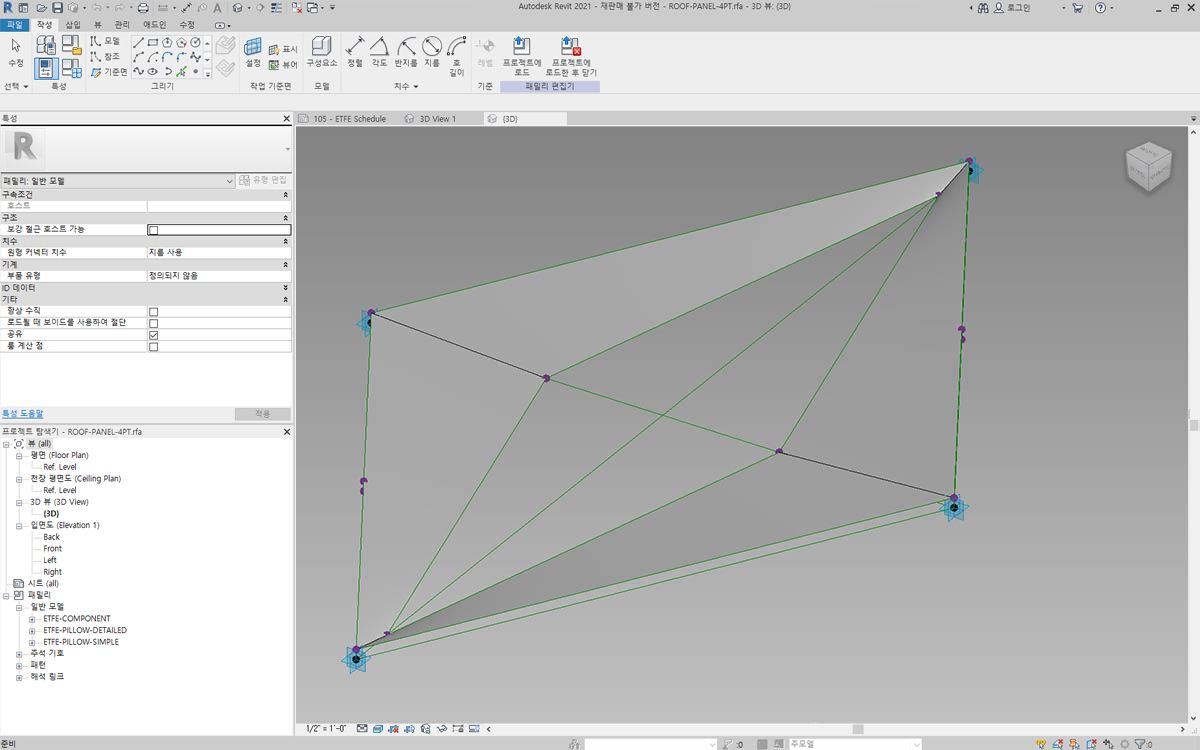 Autodesk Revit 2021 - 재판매 불가 버전 - ROOF-PANEL-4PT.rfa - 3D 뷰: {3D}
로그인
파일 작성 삽입 뷰 관리 애드인 수정
수정
모델
참조
기준면
설정
표시
뷰어
구성요소
정렬 각도 반지름 지름 호 길이
레벨
프로젝트에 로드
프로젝트에 로드한 후 닫기
선택 특성 그리기 작업 기준면 모델 치수 기준 패밀리 편집기
특성
105 - ETFE Schedule
3D View 1
{3D}
R
패밀리: 일반 모델
유형 편집
구속조건
호스트
구조
보강 철근 호스트 가능
치수
원형 커넥터 치수 지름 사용
기계
부품 유형 정의되지 않음
ID 데이터
기타
항상 수직
로드될 때 보이드를 사용하여 절단
공유
룸 계산 점
특성 도움말
적용
프로젝트 탐색기 - ROOF-PANEL-4PT.rfa
뷰 (all)
평면 (Floor Plan)
Ref. Level
천장 평면도 (Ceiling Plan)
Ref. Level
3D 뷰 (3D View)
{3D}
입면도 (Elevation 1)
Back
Front
Left
Right
시트 (all)
패밀리
일반 모델
ETFE-COMPONENT
ETFE-PILLOW-DETAILED
ETFE-PILLOW-SIMPLE
주석 기호
패턴
해석 링크
1/2" = 1'-0"
준비
:0
주모델
:0